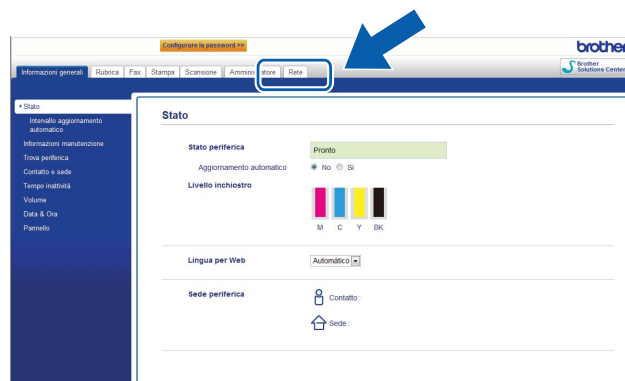 Configurare la password >>
brother
Informazioni generali Rubrica Fax Stampa Scansione Amministratore Rete
Brother
Solutions Center
Stato
Intervallo aggiornamento
automatico
Informazioni manutenzione
Trova periferica
Contatto e sede
Tempo inattività
Volume
Data & Ora
Pannello
Stato
Stato periferica Pronto
Aggiornamento automatico No Si
Livello inchiostro
M C Y BK
Lingua per Web Automático
Sede periferica Contatto :
Sede :